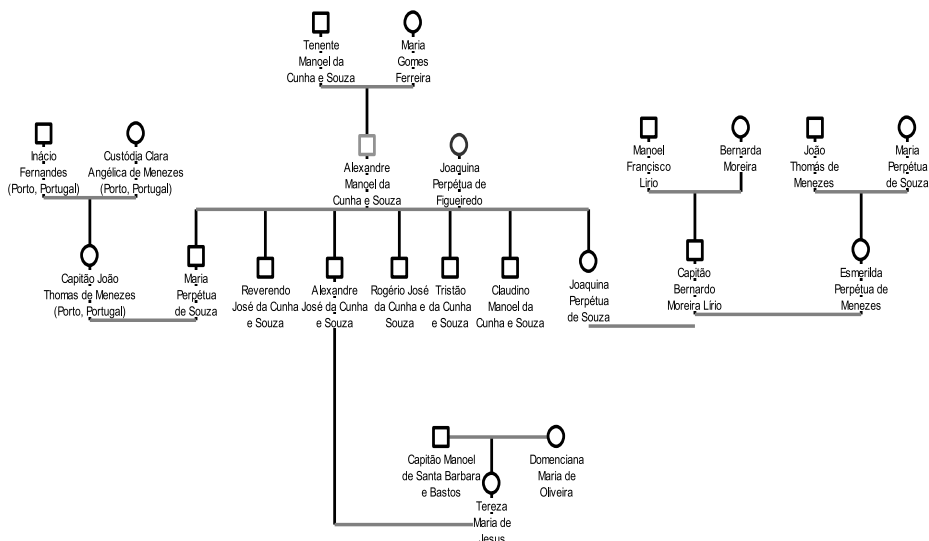 Tenente
Manoel da
Cunha e Souza
Maria
Gomes
Ferreira
Inácio
Fernandes
(Porto, Portugal)
Custódia Clara
Angélica de Menezes
(Porto, Portugal)
Alexandre
Manoel da
Cunha e Souza
Joaquina
Perpétua de
Figueiredo
Manoel
Francisco
Lirio
Bernarda
Moreira
João
Thomás de
Menezes
Maria
Perpétua
de Souza
Capitão João
Thomas de Menezes
(Porto, Portugal)
Maria
Perpétua
de Souza
Reverendo
José da Cunha
e Souza
Alexandre
José da Cunha
e Souza
Rogério José
da Cunha e
Souza
Tristão
da Cunha
e Souza
Claudino
Manoel da
Cunha e Souza
Joaquina
Perpétua
de Souza
Capitão
Bernardo
Moreira Lírio
Esmerilda
Perpétua de
Menezes
Capitão Manoel
de Santa Barbara
e Bastos
Domenciana
Maria de
Oliveira
Tereza
Maria de
Jesus